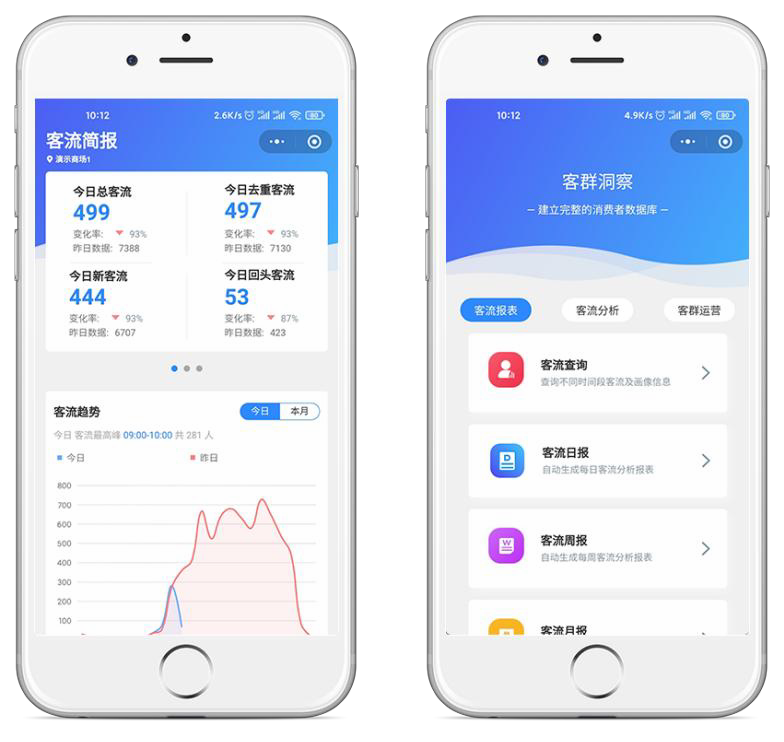 10:12
2.6K/s
80
客流简报
演示商场1
今日总客流
499
变化率: 93%
昨日数据: 7388
今日去重客流
497
变化率: 93%
昨日数据: 7130
今日新客流
444
变化率: 93%
昨日数据: 6707
今日回头客流
53
变化率: 87%
昨日数据: 423
客流趋势
今日 本月
今日 客流最高峰 09:00-10:00 共 281 人
今日 昨日
800
700
600
500
400
300
200
100
10:12
4.9K/s
80
客群洞察
— 建立完整的消费者数据库 —
客流报表 客流分析 客群运营
客流查询
查询不同时间段客流及画像信息
D
客流日报
自动生成每日客流分析报表
W
客流周报
自动生成每周客流分析报表
客流月报